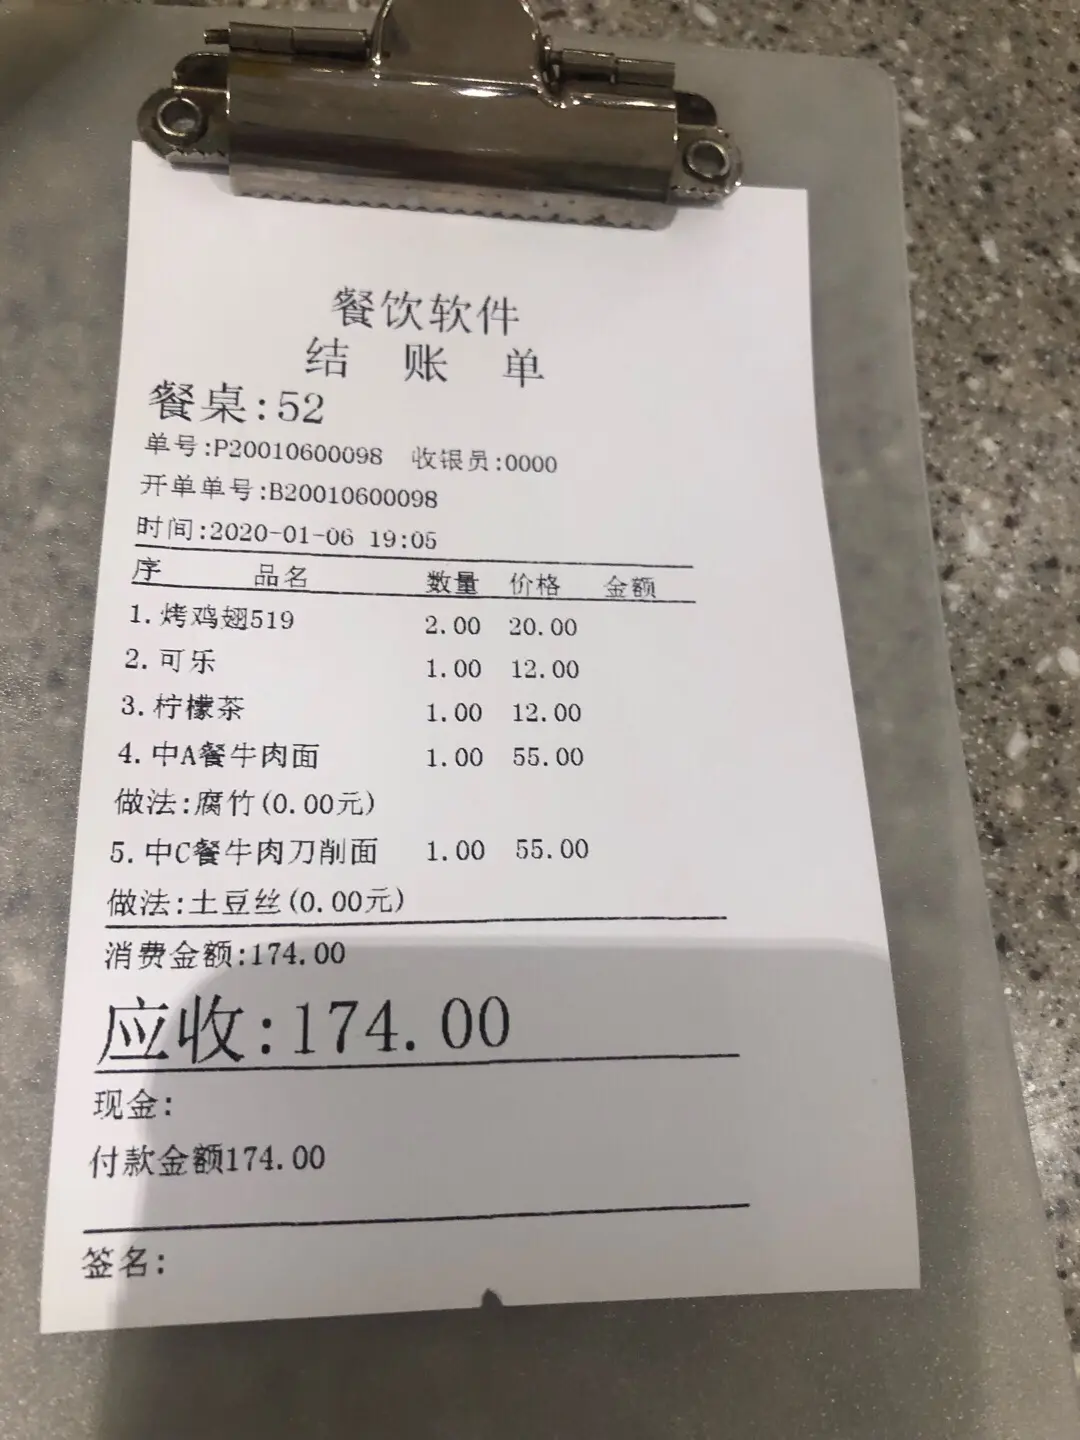 餐饮软件
结 账 单
餐桌:52
单号:P20010600098 收银员:0000
开单单号:B20010600098
时间:2020-01-06 19:05
序 品名 数量 价格 金额
1.烤鸡翅519 2.00 20.00
2.可乐 1.00 12.00
3.柠檬茶 1.00 12.00
4.中A餐牛肉面 1.00 55.00
做法:腐竹(0.00元)
5.中C餐牛肉刀削面 1.00 55.00
做法:土豆丝(0.00元)
消费金额:174.00
应收:174.00
现金:
付款金额174.00
签名: